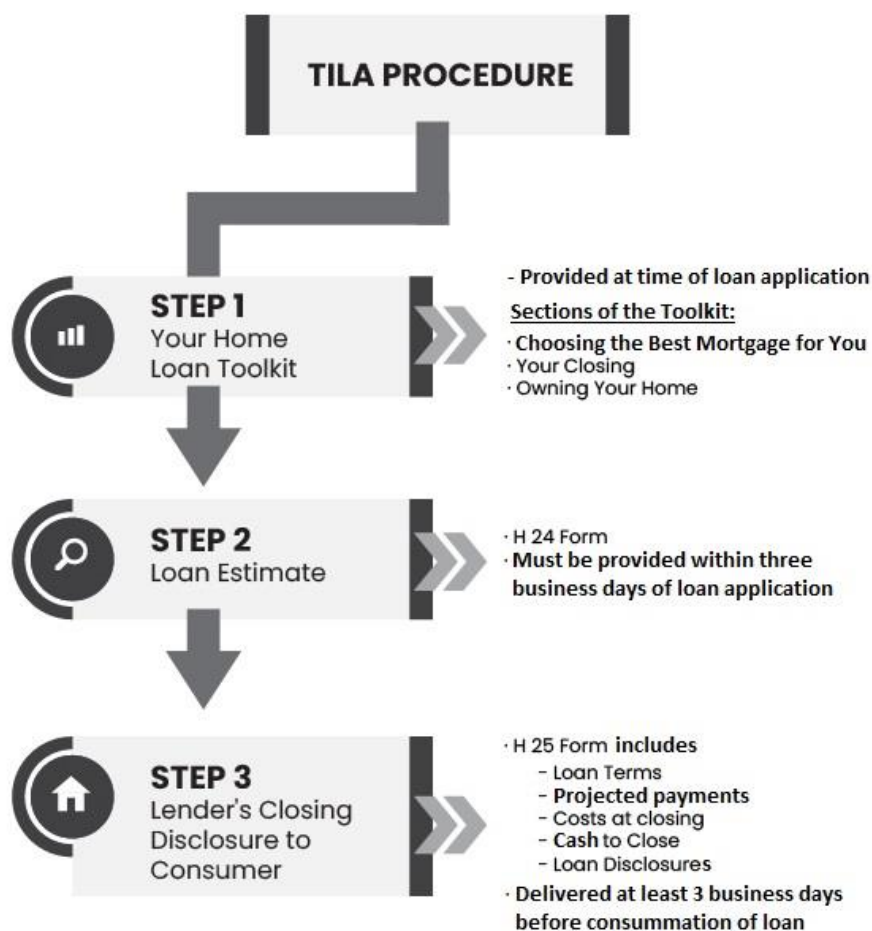 TILA PROCEDURE
STEP 1
Your Home
Loan Toolkit
- Provided at time of loan application
Sections of the Toolkit:
· Choosing the Best Mortgage for You
· Your Closing
· Owning Your Home
STEP 2
Loan Estimate
· H 24 Form
· Must be provided within three
business days of loan application
STEP 3
Lender's Closing
Disclosure to
Consumer
· H 25 Form includes
- Loan Terms
- Projected payments
- Costs at closing
- Cash to Close
- Loan Disclosures
· Delivered at least 3 business days
before consummation of loan